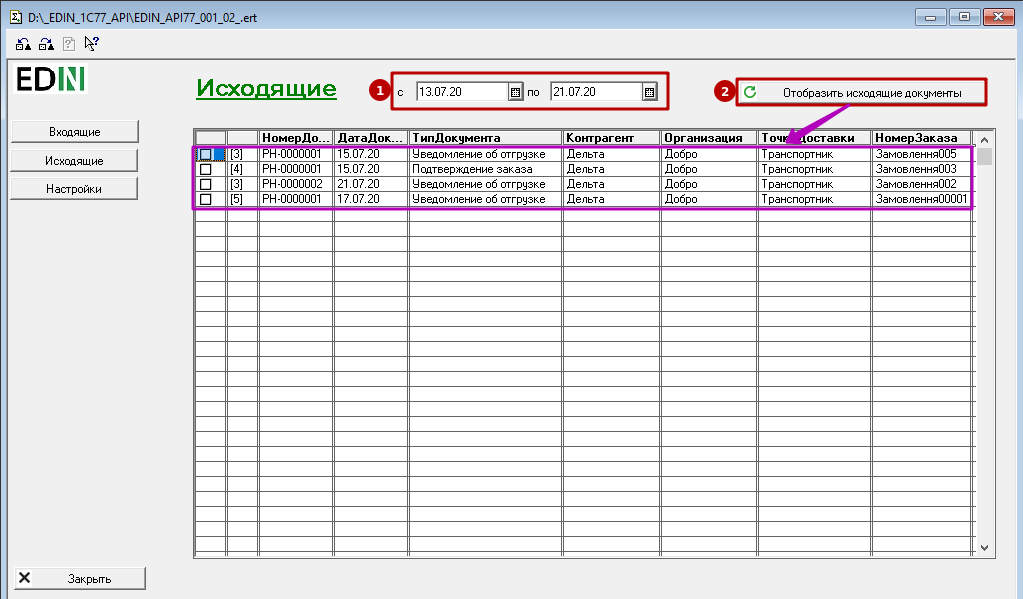 D:\_EDIN_1C77_API\EDIN_API77_001_02_.ert
EDIN
Исходящие
1 с 13.07.20 по 21.07.20
2 Отобразить исходящие документы
Входящие
Исходящие
Настройки
НомерДо... ДатаДок... ТипДокумента Контрагент Организация ТочкаДоставки НомерЗаказа
[3] РН-0000001 15.07.20 Уведомление об отгрузке Дельта Добро Транспортник Замовлення005
[4] РН-0000001 15.07.20 Подтверждение заказа Дельта Добро Транспортник Замовлення003
[3] РН-0000002 21.07.20 Уведомление об отгрузке Дельта Добро Транспортник Замовлення002
[5] РН-0000001 17.07.20 Уведомление об отгрузке Дельта Добро Транспортник Замовлення00001
Закрыть